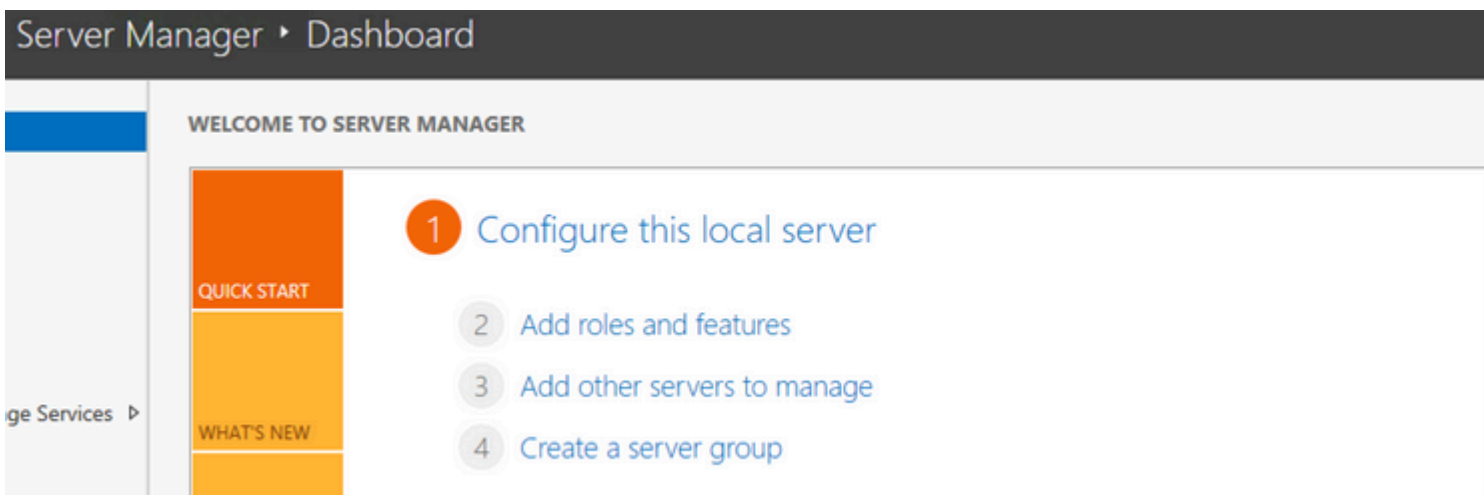 Server Manager ‣ Dashboard
WELCOME TO SERVER MANAGER
1 Configure this local server
QUICK START
2 Add roles and features
3 Add other servers to manage
ge Services ▷
WHAT'S NEW
4 Create a server group